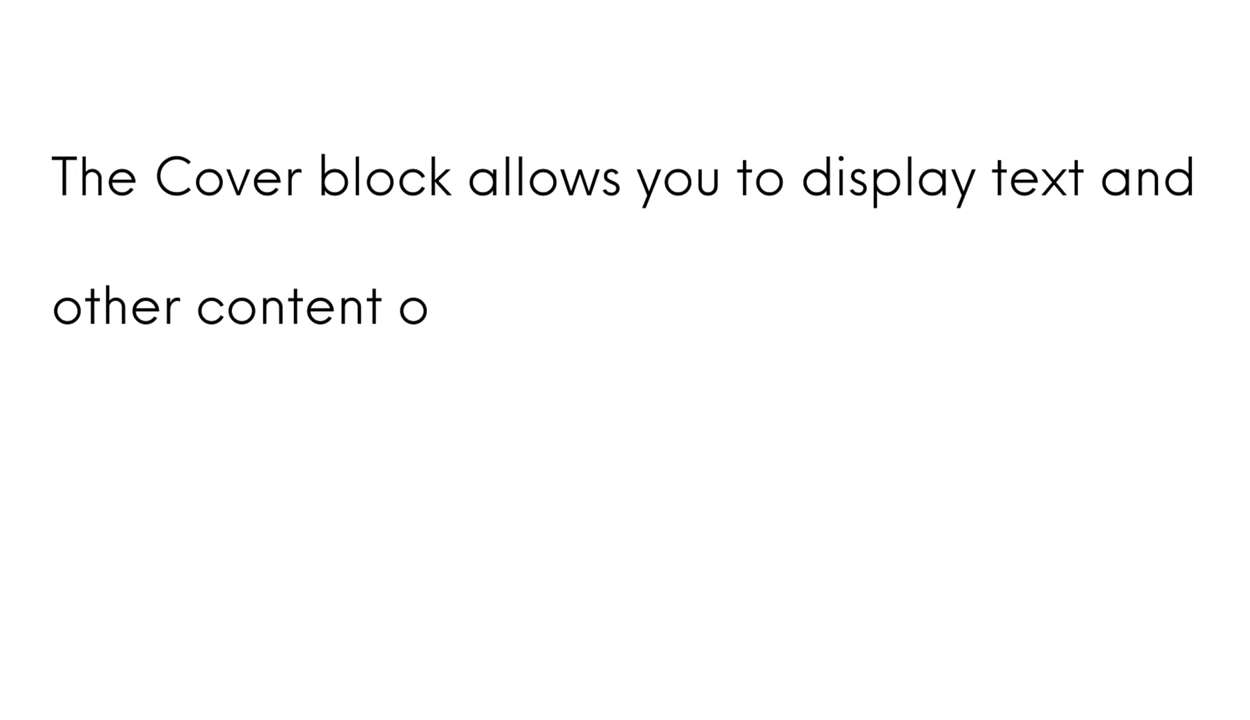 The Cover block allows you to display text and
other content o